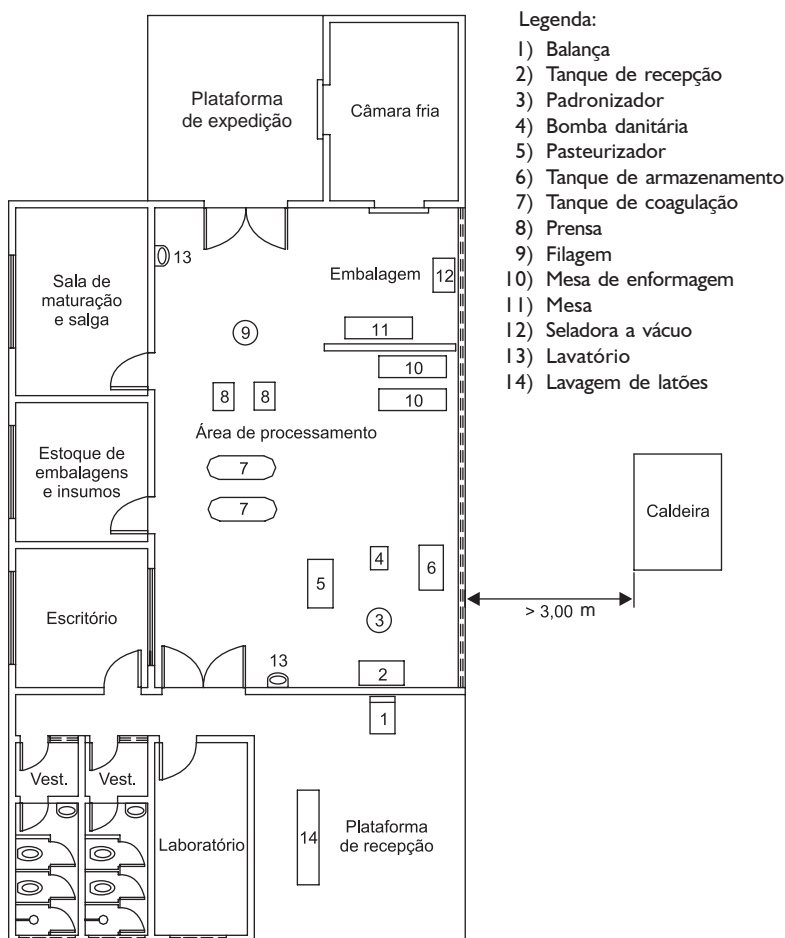 Legenda:
1) Balança
2) Tanque de recepção
3) Padronizador
4) Bomba danitária
5) Pasteurizador
6) Tanque de armazenamento
7) Tanque de coagulação
8) Prensa
9) Filagem
10) Mesa de enformagem
11) Mesa
12) Seladora a vácuo
13) Lavatório
14) Lavagem de latões
Plataforma
de expedição
Câmara fria
13
Sala de
maturação
e salga
Embalagem
12
9
11
10
8
8
10
Área de processamento
Estoque de
embalagens
e insumos
7
7
Caldeira
4
5
6
> 3,00 m
Escritório
3
13
2
1
Vest.
Vest.
Laboratório
14
Plataforma
de recepção